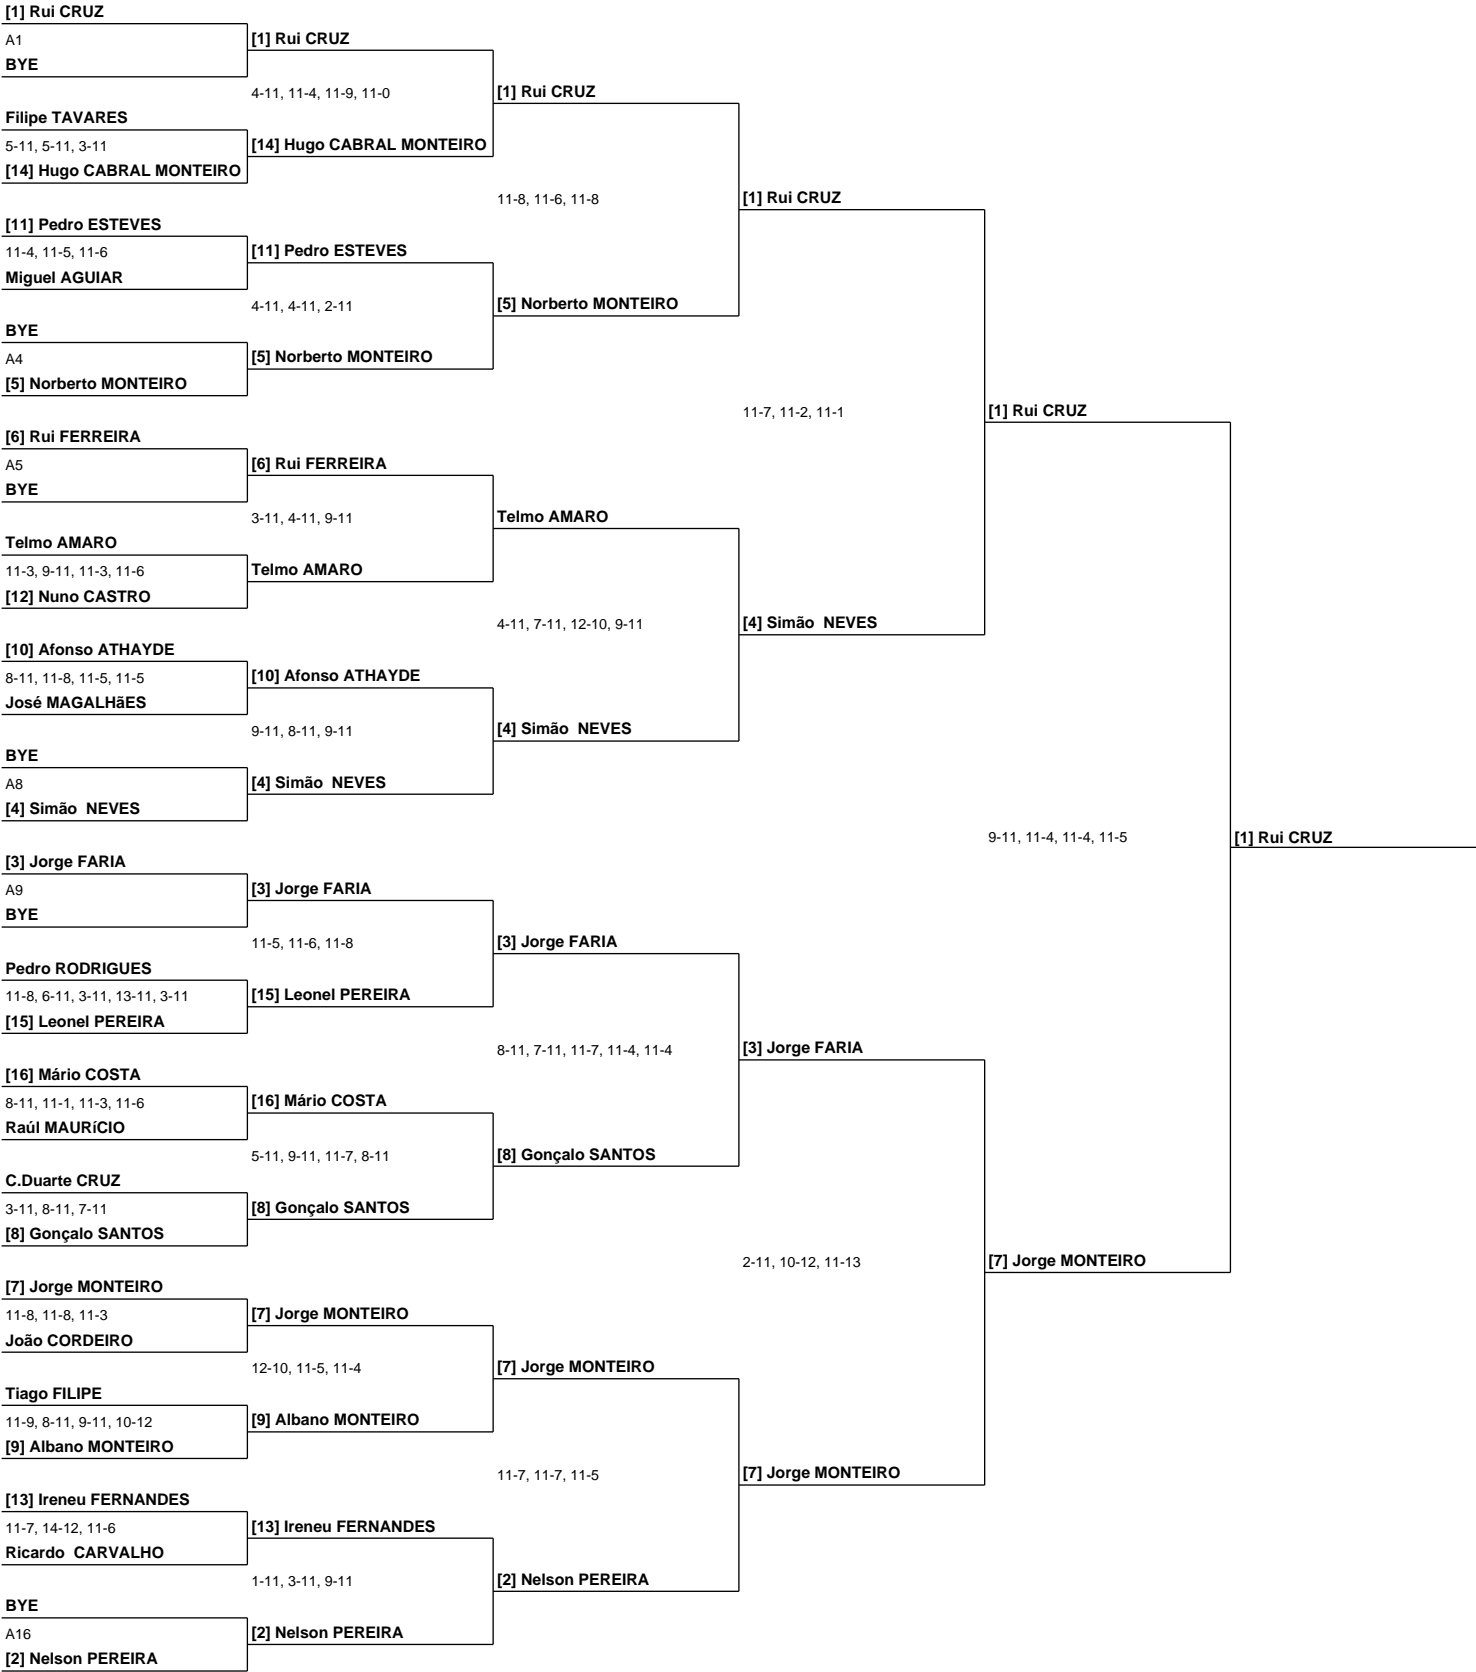 [1] Rui CRUZ
A1
[1] Rui CRUZ
BYE
4-11, 11-4, 11-9, 11-0
[1] Rui CRUZ
Filipe TAVARES
5-11, 5-11, 3-11
[14] Hugo CABRAL MONTEIRO
[14] Hugo CABRAL MONTEIRO
11-8, 11-6, 11-8
[1] Rui CRUZ
[11] Pedro ESTEVES
11-4, 11-5, 11-6
[11] Pedro ESTEVES
Miguel AGUIAR
4-11, 4-11, 2-11
[5] Norberto MONTEIRO
BYE
A4
[5] Norberto MONTEIRO
[5] Norberto MONTEIRO
11-7, 11-2, 11-1
[1] Rui CRUZ
[6] Rui FERREIRA
A5
[6] Rui FERREIRA
BYE
3-11, 4-11, 9-11
Telmo AMARO
Telmo AMARO
11-3, 9-11, 11-3, 11-6
Telmo AMARO
[12] Nuno CASTRO
4-11, 7-11, 12-10, 9-11
[4] Simão  NEVES
[10] Afonso ATHAYDE
8-11, 11-8, 11-5, 11-5
[10] Afonso ATHAYDE
José MAGALHãES
9-11, 8-11, 9-11
[4] Simão  NEVES
BYE
A8
[4] Simão  NEVES
[4] Simão  NEVES
9-11, 11-4, 11-4, 11-5
[1] Rui CRUZ
[3] Jorge FARIA
A9
[3] Jorge FARIA
BYE
11-5, 11-6, 11-8
[3] Jorge FARIA
Pedro RODRIGUES
11-8, 6-11, 3-11, 13-11, 3-11
[15] Leonel PEREIRA
[15] Leonel PEREIRA
8-11, 7-11, 11-7, 11-4, 11-4
[3] Jorge FARIA
[16] Mário COSTA
8-11, 11-1, 11-3, 11-6
[16] Mário COSTA
Raúl MAURíCIO
5-11, 9-11, 11-7, 8-11
[8] Gonçalo SANTOS
C.Duarte CRUZ
3-11, 8-11, 7-11
[8] Gonçalo SANTOS
[8] Gonçalo SANTOS
2-11, 10-12, 11-13
[7] Jorge MONTEIRO
[7] Jorge MONTEIRO
11-8, 11-8, 11-3
[7] Jorge MONTEIRO
João CORDEIRO
12-10, 11-5, 11-4
[7] Jorge MONTEIRO
Tiago FILIPE
11-9, 8-11, 9-11, 10-12
[9] Albano MONTEIRO
[9] Albano MONTEIRO
11-7, 11-7, 11-5
[7] Jorge MONTEIRO
[13] Ireneu FERNANDES
11-7, 14-12, 11-6
[13] Ireneu FERNANDES
Ricardo  CARVALHO
1-11, 3-11, 9-11
[2] Nelson PEREIRA
BYE
A16
[2] Nelson PEREIRA
[2] Nelson PEREIRA